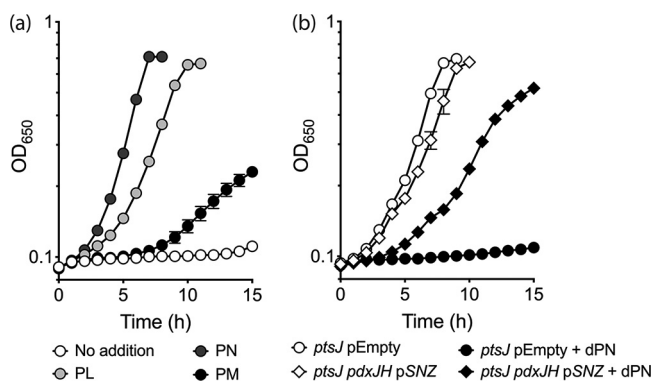 (a)
1
OD650
0.1
0 5 10 15
Time (h)
No addition
PN
PL
PM
(b)
1
OD650
0.1
0 5 10 15
Time (h)
ptsJ pEmpty
ptsJ pEmpty + dPN
ptsJ pdxJH pSNZ
ptsJ pdxJH pSNZ + dPN